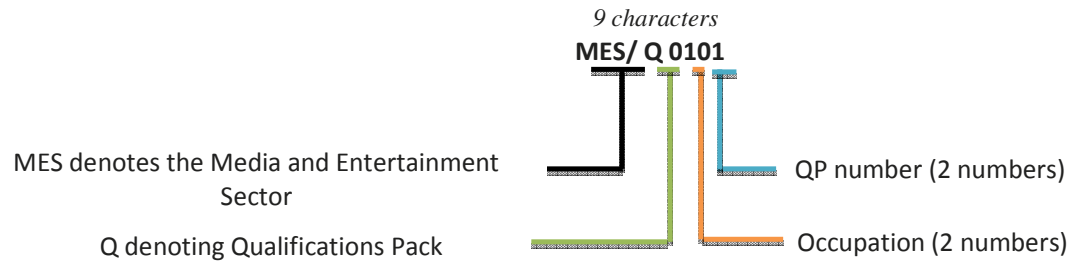 9 characters
MES/ Q 0101
MES denotes the Media and Entertainment
Sector
QP number (2 numbers)
Q denoting Qualifications Pack
Occupation (2 numbers)